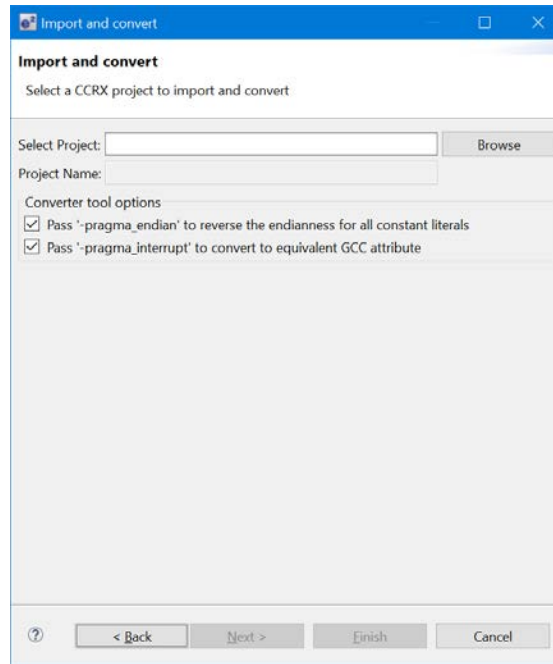 e² Import and convert
Import and convert
Select a CCRX project to import and convert
Select Project: Browse
Project Name:
Converter tool options
Pass '-pragma_endian' to reverse the endianness for all constant literals
Pass '-pragma_interrupt' to convert to equivalent GCC attribute
? < Back Next > Finish Cancel